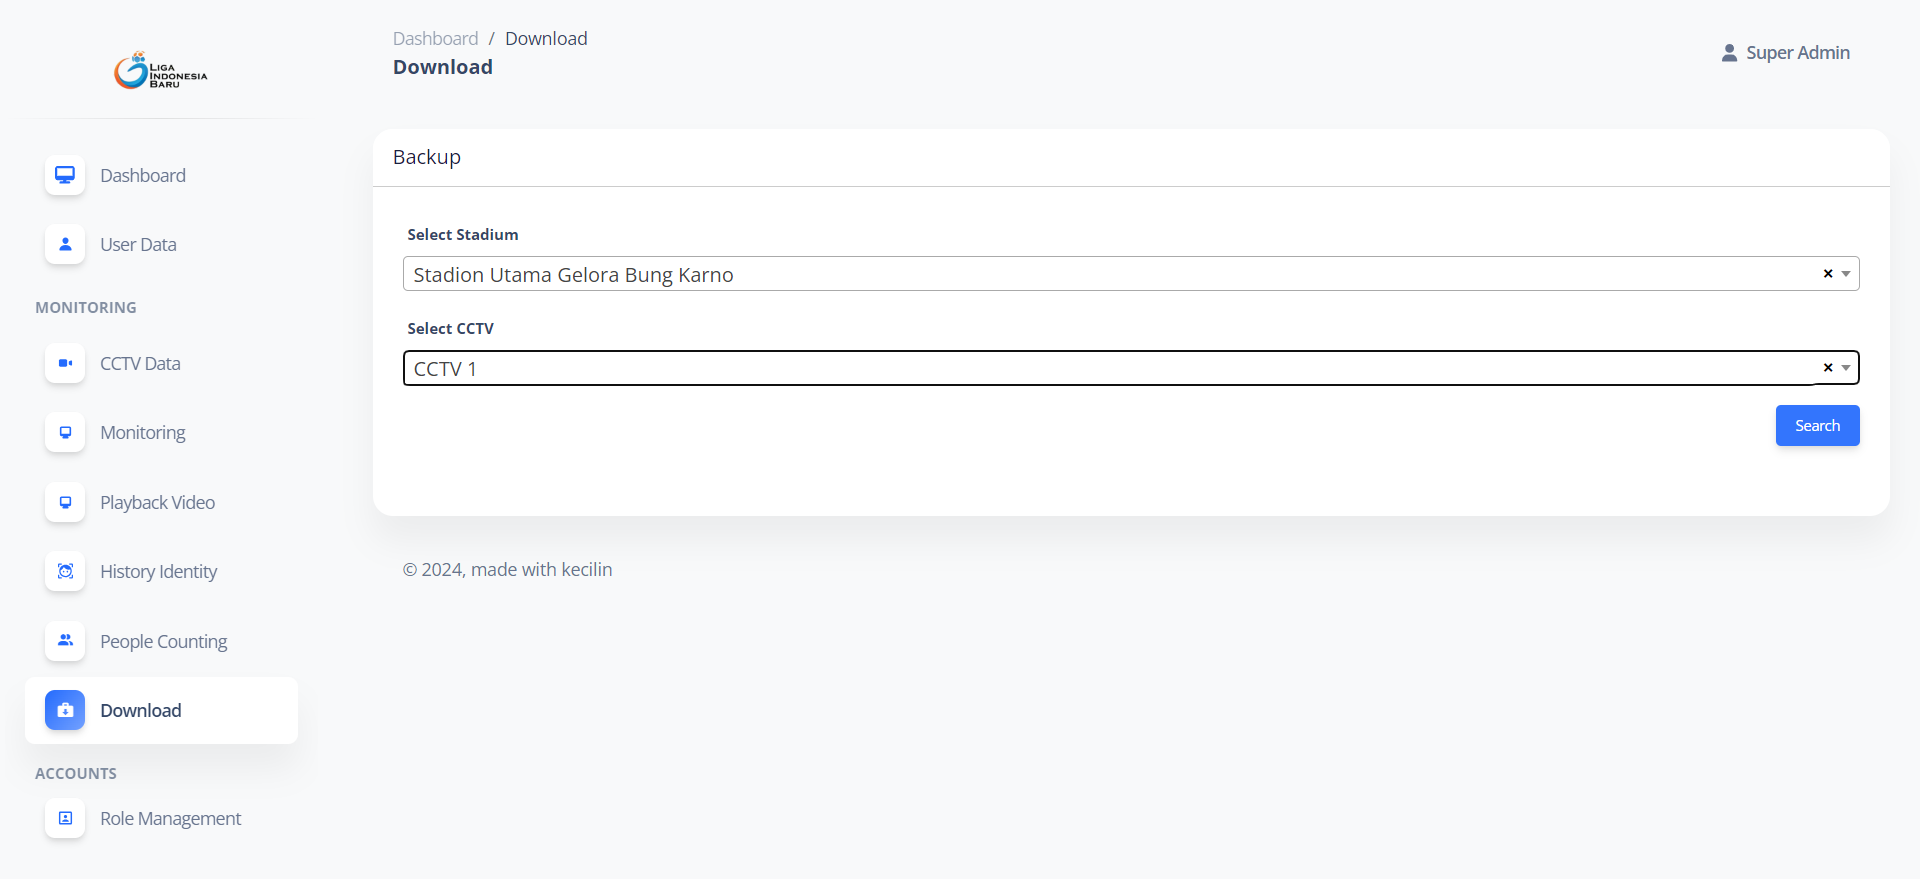 LIGA
INDONESIA
BARU
Dashboard
User Data
MONITORING
CCTV Data
Monitoring
Playback Video
History Identity
People Counting
Download
ACCOUNTS
Role Management
Dashboard / Download
Download
Super Admin
Backup
Select Stadium
Stadion Utama Gelora Bung Karno
Select CCTV
CCTV 1
Search
© 2024, made with kecilin